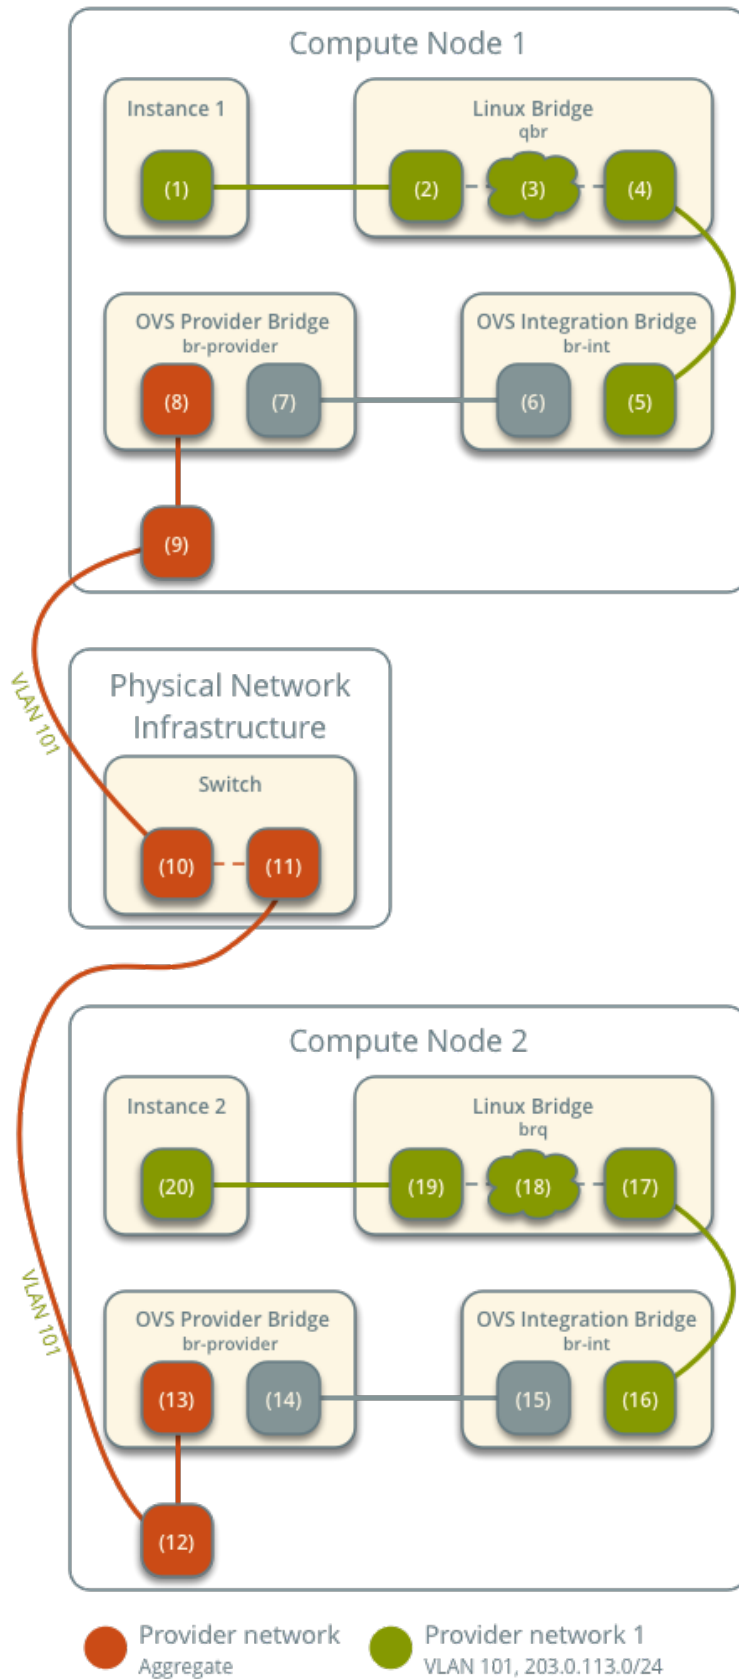 Compute Node 1
Instance 1
Linux Bridge
qbr
(1)
(2)
(3)
(4)
OVS Provider Bridge
br-provider
OVS Integration Bridge
br-int
(8)
(7)
(6)
(5)
(9)
VLAN 101
Physical Network
Infrastructure
Switch
(10)
(11)
Compute Node 2
Instance 2
Linux Bridge
brq
(20)
(19)
(18)
(17)
VLAN 101
OVS Provider Bridge
br-provider
OVS Integration Bridge
br-int
(13)
(14)
(15)
(16)
(12)
Provider network
Aggregate
Provider network 1
VLAN 101, 203.0.113.0/24